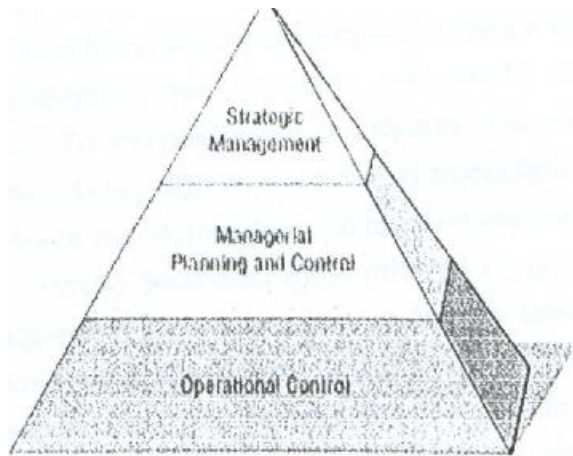 Strategic
Management
Managerial
Planning and Control
Operational Control